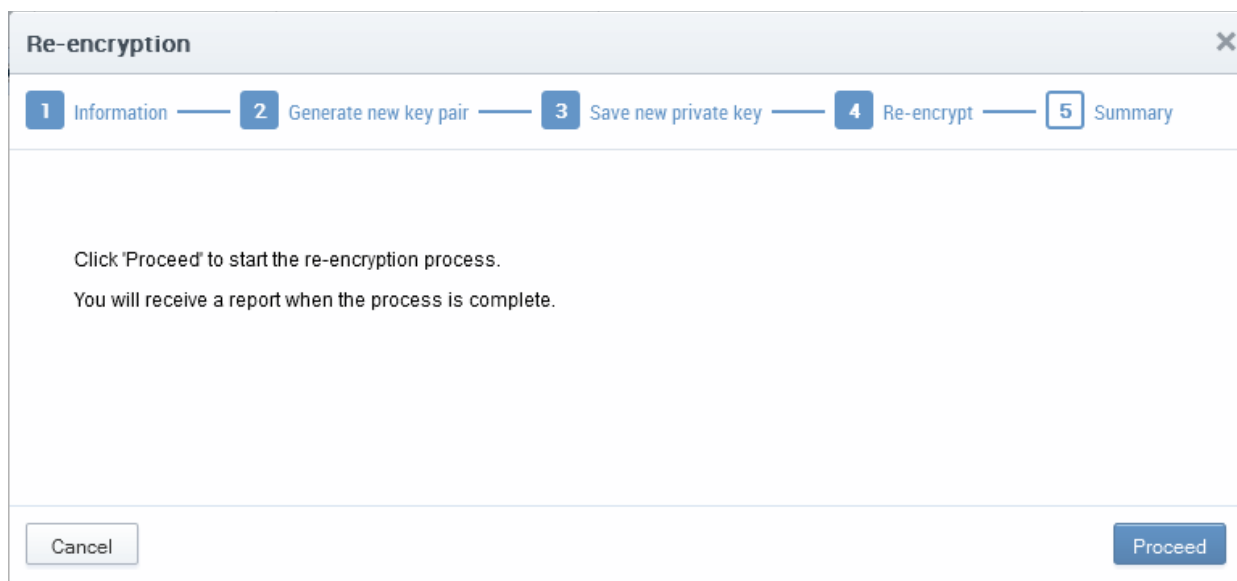 Re-encryption
1 Information 2 Generate new key pair 3 Save new private key 4 Re-encrypt 5 Summary
Click 'Proceed' to start the re-encryption process.
You will receive a report when the process is complete.
Cancel Proceed